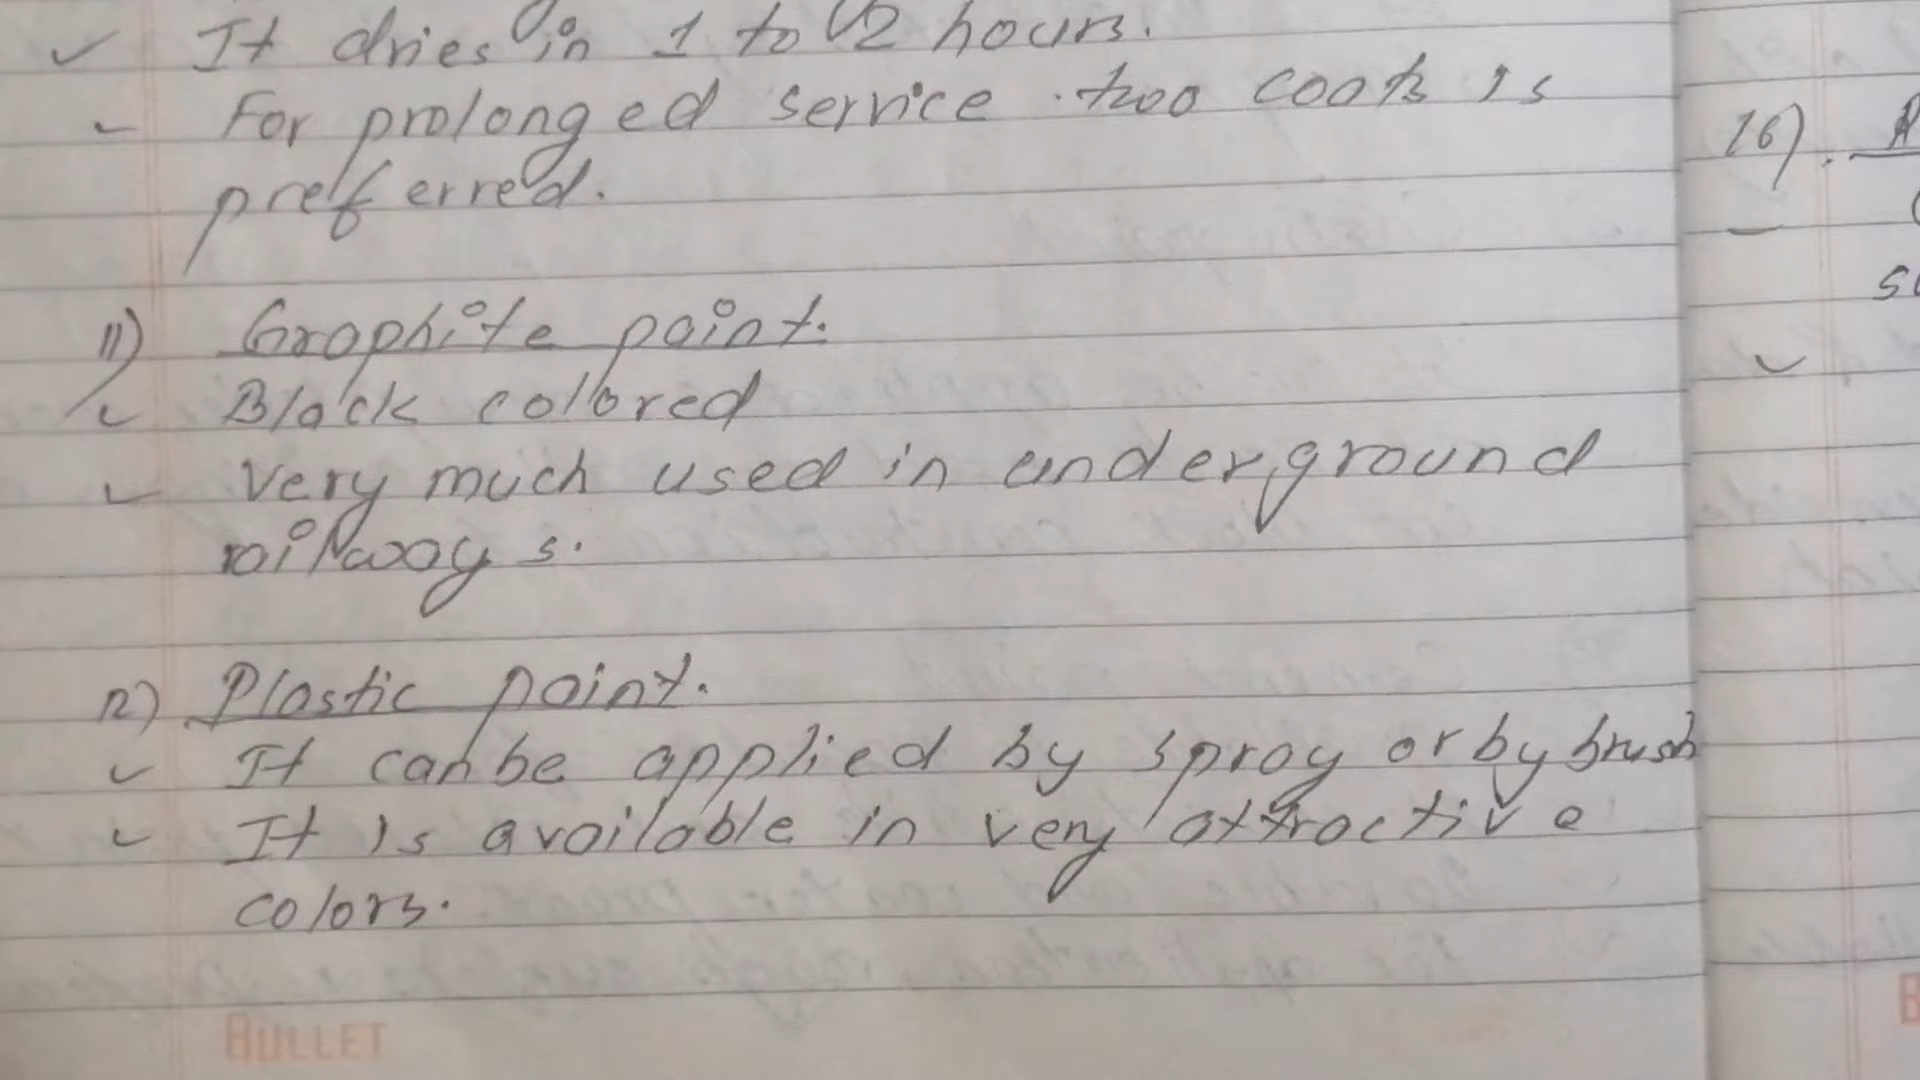 It dries in 1 to 2 hours.
For prolonged service two coats is
preferred.
11) Graphite paint.
Black colored
Very much used in underground
railways.
12) Plastic paint.
It can be applied by spray or by brush
It is available in very attractive
colors.
BULLET
16).